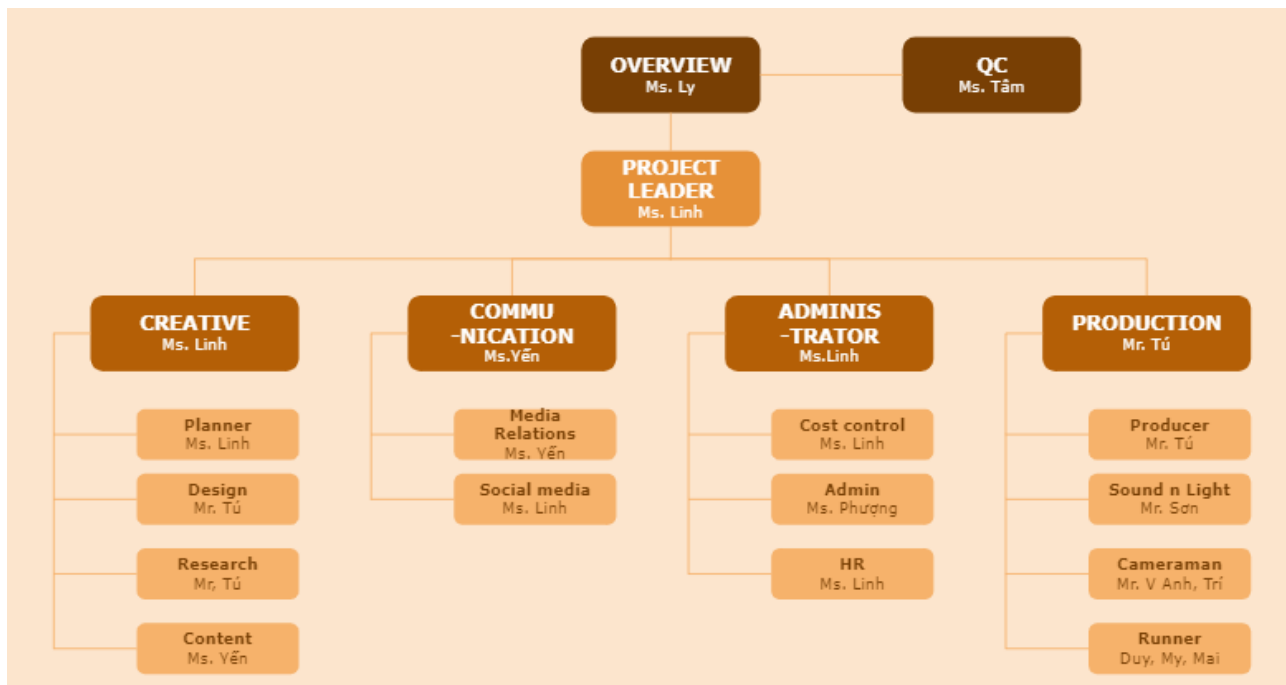 OVERVIEW
Ms. Ly
QC
Ms. Tâm
PROJECT
LEADER
Ms. Linh
CREATIVE
Ms. Linh
COMMU
-NICATION
Ms.Yến
ADMINIS
-TRATOR
Ms.Linh
PRODUCTION
Mr. Tú
Planner
Ms. Linh
Design
Mr. Tú
Research
Mr, Tú
Content
Ms. Yến
Media
Relations
Ms. Yến
Social media
Ms. Linh
Cost control
Ms. Linh
Admin
Ms. Phượng
HR
Ms. Linh
Producer
Mr. Tú
Sound n Light
Mr. Sơn
Cameraman
Mr. V Anh, Trí
Runner
Duy, My, Mai